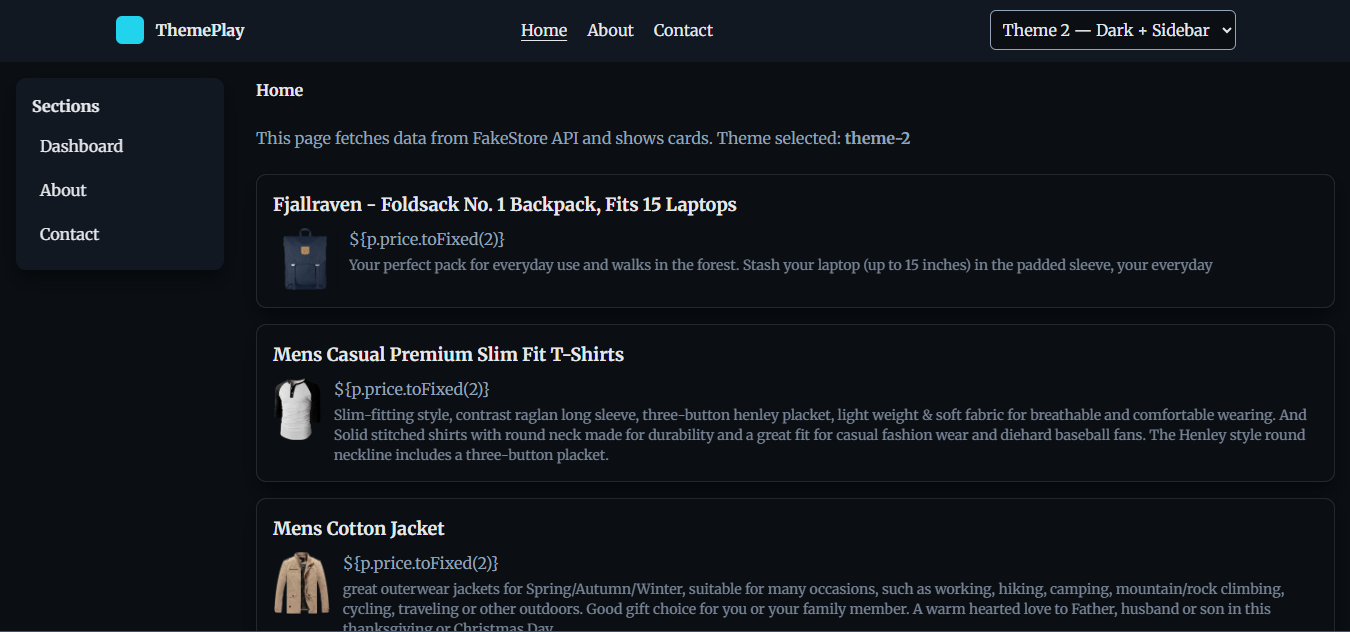 ThemePlay
Home About Contact
Theme 2 — Dark + Sidebar
Sections
Dashboard
About
Contact
Home
This page fetches data from FakeStore API and shows cards. Theme selected: theme-2
Fjallraven - Foldsack No. 1 Backpack, Fits 15 Laptops
${p.price.toFixed(2)}
Your perfect pack for everyday use and walks in the forest. Stash your laptop (up to 15 inches) in the padded sleeve, your everyday
Mens Casual Premium Slim Fit T-Shirts
${p.price.toFixed(2)}
Slim-fitting style, contrast raglan long sleeve, three-button henley placket, light weight & soft fabric for breathable and comfortable wearing. And
Solid stitched shirts with round neck made for durability and a great fit for casual fashion wear and diehard baseball fans. The Henley style round
neckline includes a three-button placket.
Mens Cotton Jacket
${p.price.toFixed(2)}
great outerwear jackets for Spring/Autumn/Winter, suitable for many occasions, such as working, hiking, camping, mountain/rock climbing,
cycling, traveling or other outdoors. Good gift choice for you or your family member. A warm hearted love to Father, husband or son in this
thanksgiving or Christmas Day.